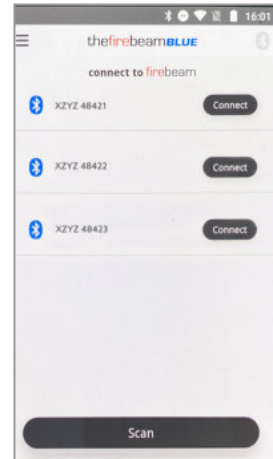 16:01
thefirebeamBLUE
connect to firebeam
XZYZ 48421 Connect
XZYZ 48422 Connect
XZYZ 48423 Connect
Scan